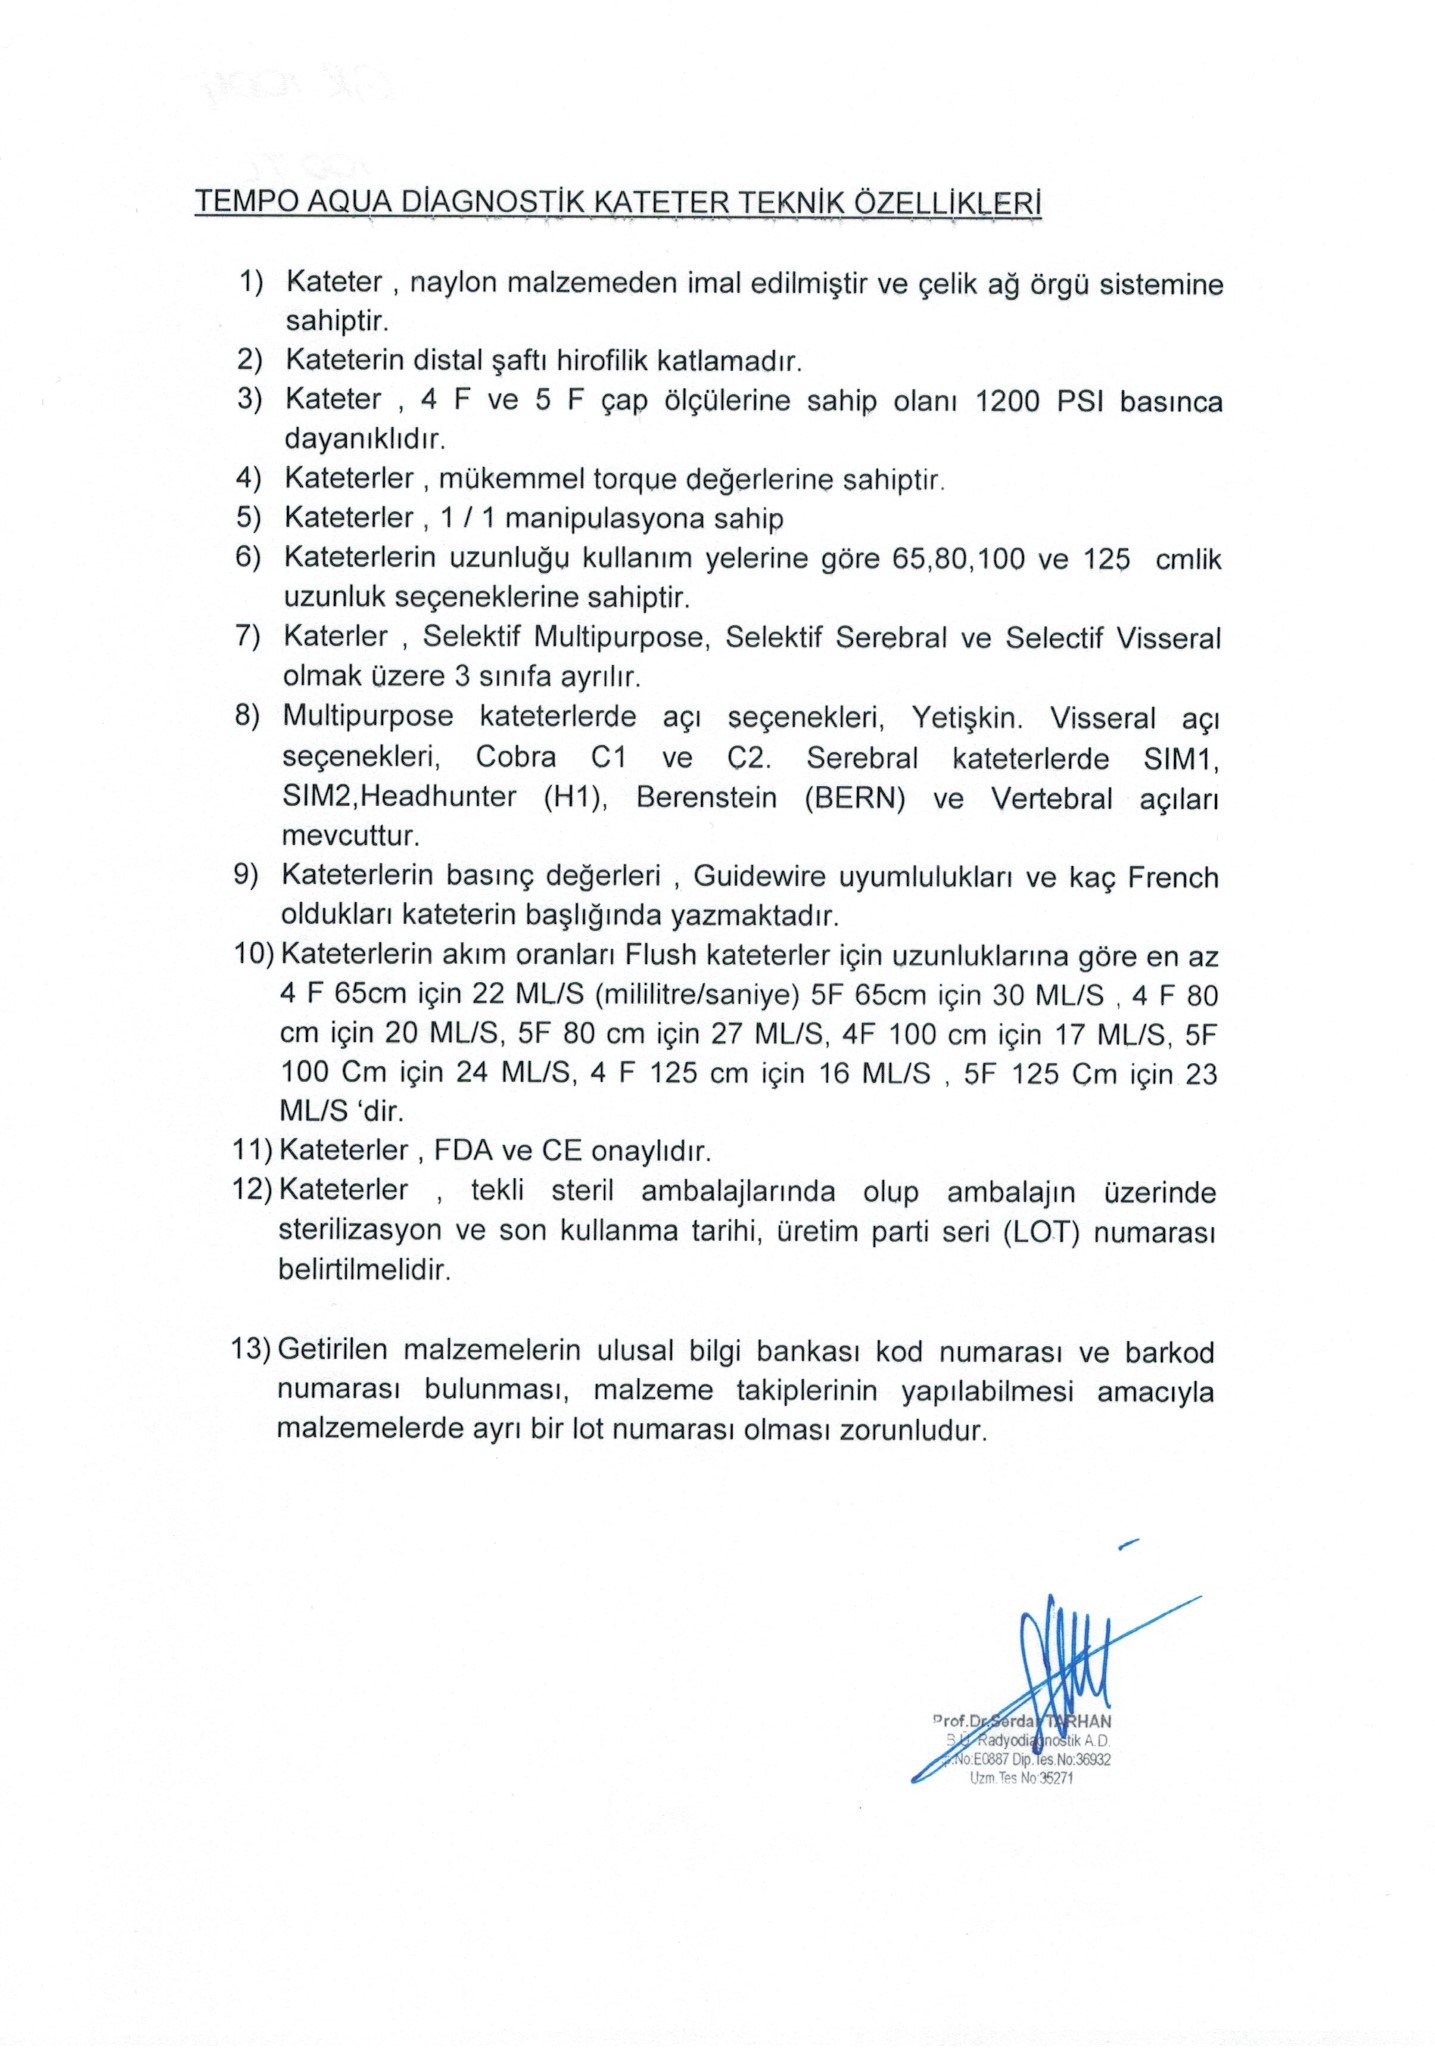 TEMPO AQUA DİAGNOSTİK KATETER TEKNİK ÖZELLİKLERİ
1) Kateter , naylon malzemeden imal edilmiştir ve çelik ağ örgü sistemine
sahiptir.
2) Kateterin distal şaftı hirofilik katlamadır.
3) Kateter , 4 F ve 5 F çap ölçülerine sahip olanı 1200 PSI basınca
dayanıklıdır.
4) Kateterler , mükemmel torque değerlerine sahiptir.
5) Kateterler , 1 / 1 manipulasyona sahip
6) Kateterlerin uzunluğu kullanım yelerine göre 65,80,100 ve 125 cmlik
uzunluk seçeneklerine sahiptir.
7) Katerler , Selektif Multipurpose, Selektif Serebral ve Selectif Visseral
olmak üzere 3 sınıfa ayrılır.
8) Multipurpose kateterlerde açı seçenekleri, Yetişkin. Visseral açı
seçenekleri, Cobra C1 ve C2. Serebral kateterlerde SIM1,
SIM2,Headhunter (H1), Berenstein (BERN) ve Vertebral açıları
mevcuttur.
9) Kateterlerin basınç değerleri , Guidewire uyumlulukları ve kaç French
oldukları kateterin başlığında yazmaktadır.
10) Kateterlerin akım oranları Flush kateterler için uzunluklarına göre en az
4 F 65cm için 22 ML/S (mililitre/saniye) 5F 65cm için 30 ML/S , 4 F 80
cm için 20 ML/S, 5F 80 cm için 27 ML/S, 4F 100 cm için 17 ML/S, 5F
100 Cm için 24 ML/S, 4 F 125 cm için 16 ML/S , 5F 125 Cm için 23
ML/S ‘dir.
11) Kateterler , FDA ve CE onaylıdır.
12) Kateterler , tekli steril ambalajlarında olup ambalajın üzerinde
sterilizasyon ve son kullanma tarihi, üretim parti seri (LOT) numarası
belirtilmelidir.
13) Getirilen malzemelerin ulusal bilgi bankası kod numarası ve barkod
numarası bulunması, malzeme takiplerinin yapılabilmesi amacıyla
malzemelerde ayrı bir lot numarası olması zorunludur.
Prof.Dr.Serdar TARHAN
Radyodiagnostik A.D.
No:E0887 Dip.Tes.No:36932
Uzm.Tes No:35271